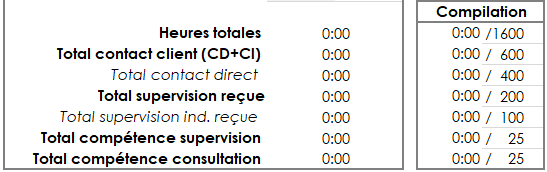 Compilation
Heures totales 0:00 0:00 /1600
Total contact client (CD+CI) 0:00 0:00 / 600
Total contact direct 0:00 0:00 / 400
Total supervision reçue 0:00 0:00 / 200
Total supervision ind. reçue 0:00 0:00 / 100
Total compétence supervision 0:00 0:00 / 25
Total compétence consultation 0:00 0:00 / 25